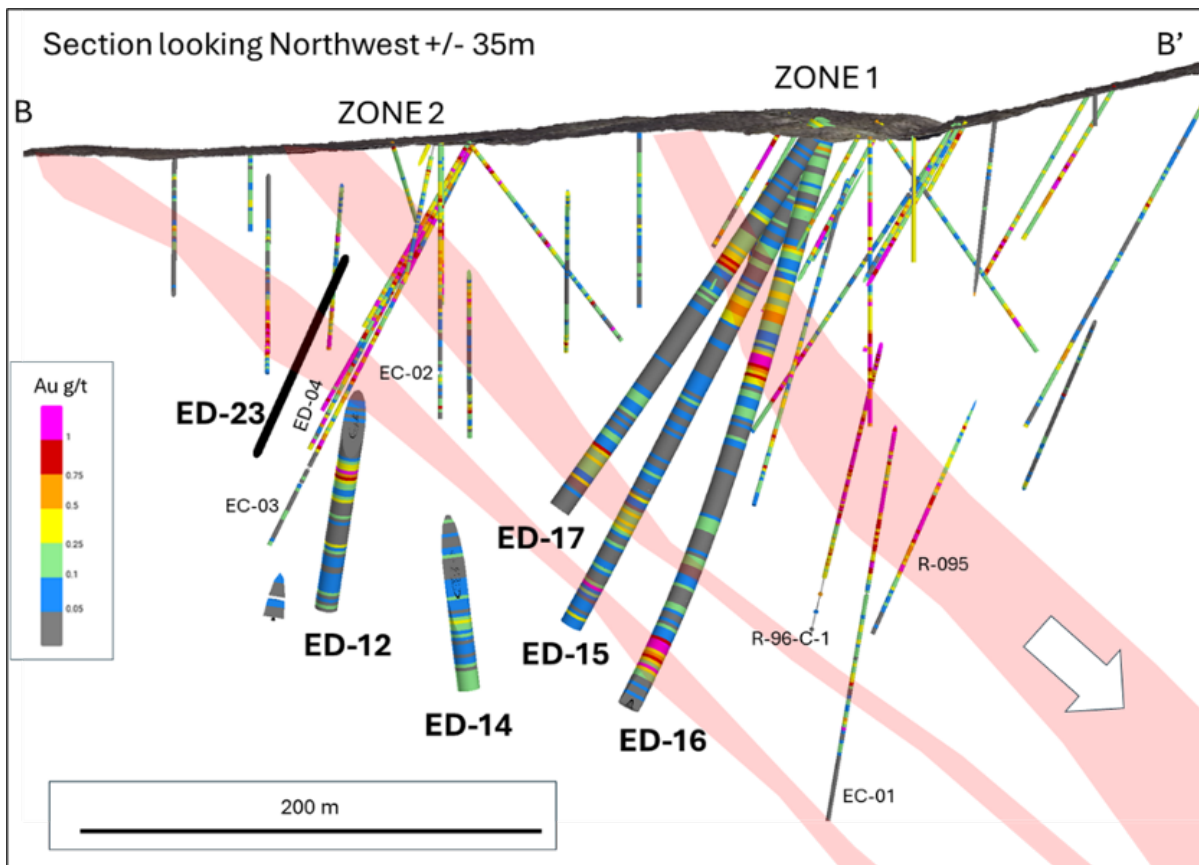 Section looking Northwest +/- 35m
B
B'
ZONE 1
ZONE 2
Au g/t
1
0.75
0.5
0.25
0.1
0.05
ED-23
ED-04
EC-02
EC-03
ED-12
ED-14
ED-17
ED-15
ED-16
R-095
R-96-C-1
EC-01
200 m